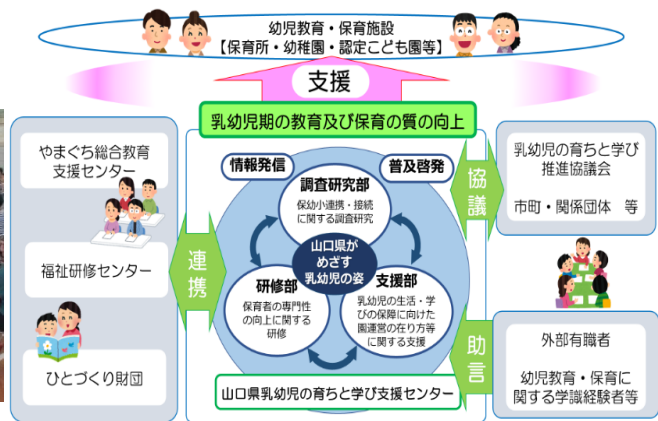 幼児教育・保育施設
【保育所・幼稚園・認定こども園等】
支援
乳幼児期の教育及び保育の質の向上
やまぐち総合教育
支援センター
福祉研修センター
ひとづくり財団
連携
情報発信
普及啓発
調査研究部
保幼小連携・接続
に関する調査研究
山口県が
めざす
乳幼児の姿
研修部
保育者の専門性
の向上に関する
研修
支援部
乳幼児の生活・学
びの保障に向けた
園運営の在り方等
に関する支援
山口県乳幼児の育ちと学び支援センター
協議
乳幼児の育ちと学び
推進協議会
市町・関係団体　等
助言
外部有識者
幼児教育・保育に
関する学識経験者等